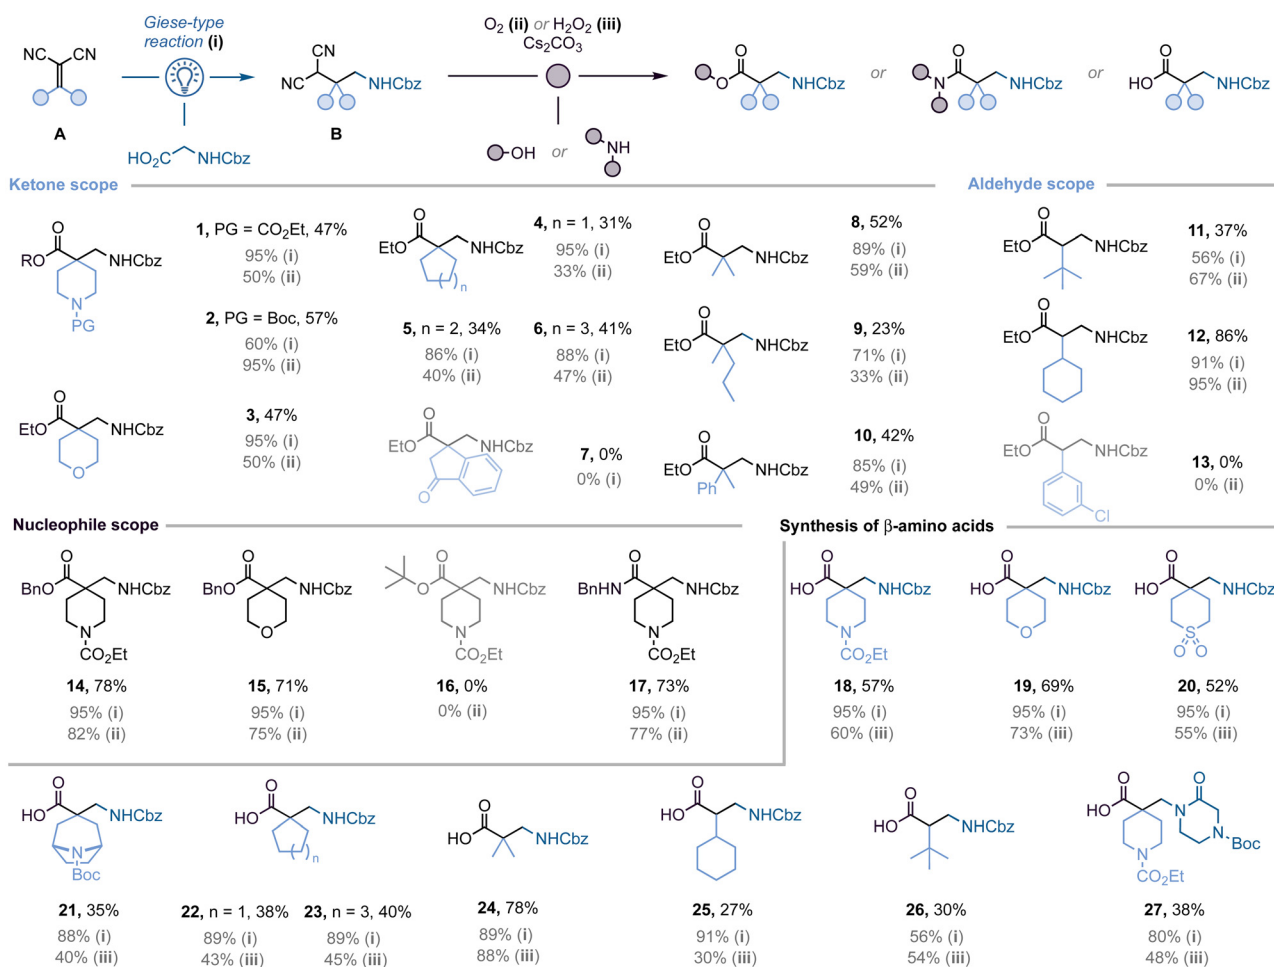 NC CN
A
Giese-type
reaction (i)
HO2C NHCbz
CN
NC NHCbz
B
O2 (ii) or H2O2 (iii)
Cs2CO3
OH or NH
O
O NHCbz
or
O
N NHCbz
or
O
HO NHCbz
Ketone scope
Aldehyde scope
O
OR NHCbz
N
PG
1, PG = CO2Et, 47%
95% (i)
50% (ii)
2, PG = Boc, 57%
60% (i)
95% (ii)
O
EtO NHCbz
O
3, 47%
95% (i)
50% (ii)
O
EtO NHCbz
n
4, n = 1, 31%
95% (i)
33% (ii)
5, n = 2, 34%
86% (i)
40% (ii)
6, n = 3, 41%
88% (i)
47% (ii)
O
EtO NHCbz
O
7, 0%
0% (i)
O
EtO NHCbz
8, 52%
89% (i)
59% (ii)
O
EtO NHCbz
9, 23%
71% (i)
33% (ii)
O
EtO NHCbz
Ph
10, 42%
85% (i)
49% (ii)
O
EtO NHCbz
11, 37%
56% (i)
67% (ii)
O
EtO NHCbz
12, 86%
91% (i)
95% (ii)
O
EtO NHCbz
Cl
13, 0%
0% (ii)
Nucleophile scope
O
BnO NHCbz
N
CO2Et
14, 78%
95% (i)
82% (ii)
O
BnO NHCbz
O
15, 71%
95% (i)
75% (ii)
O
O NHCbz
N
CO2Et
16, 0%
0% (ii)
O
BnHN NHCbz
N
CO2Et
17, 73%
95% (i)
77% (ii)
Synthesis of β-amino acids
O
HO NHCbz
N
CO2Et
18, 57%
95% (i)
60% (iii)
O
HO NHCbz
O
19, 69%
95% (i)
73% (iii)
O
HO NHCbz
S
O O
20, 52%
95% (i)
55% (iii)
O
HO NHCbz
N
Boc
21, 35%
88% (i)
40% (iii)
O
HO NHCbz
n
22, n = 1, 38%
89% (i)
43% (iii)
23, n = 3, 40%
89% (i)
45% (iii)
O
HO NHCbz
24, 78%
89% (i)
88% (iii)
O
HO NHCbz
25, 27%
91% (i)
30% (iii)
O
HO NHCbz
26, 30%
56% (i)
54% (iii)
O O
HO N
N
Boc
N
CO2Et
27, 38%
80% (i)
48% (iii)